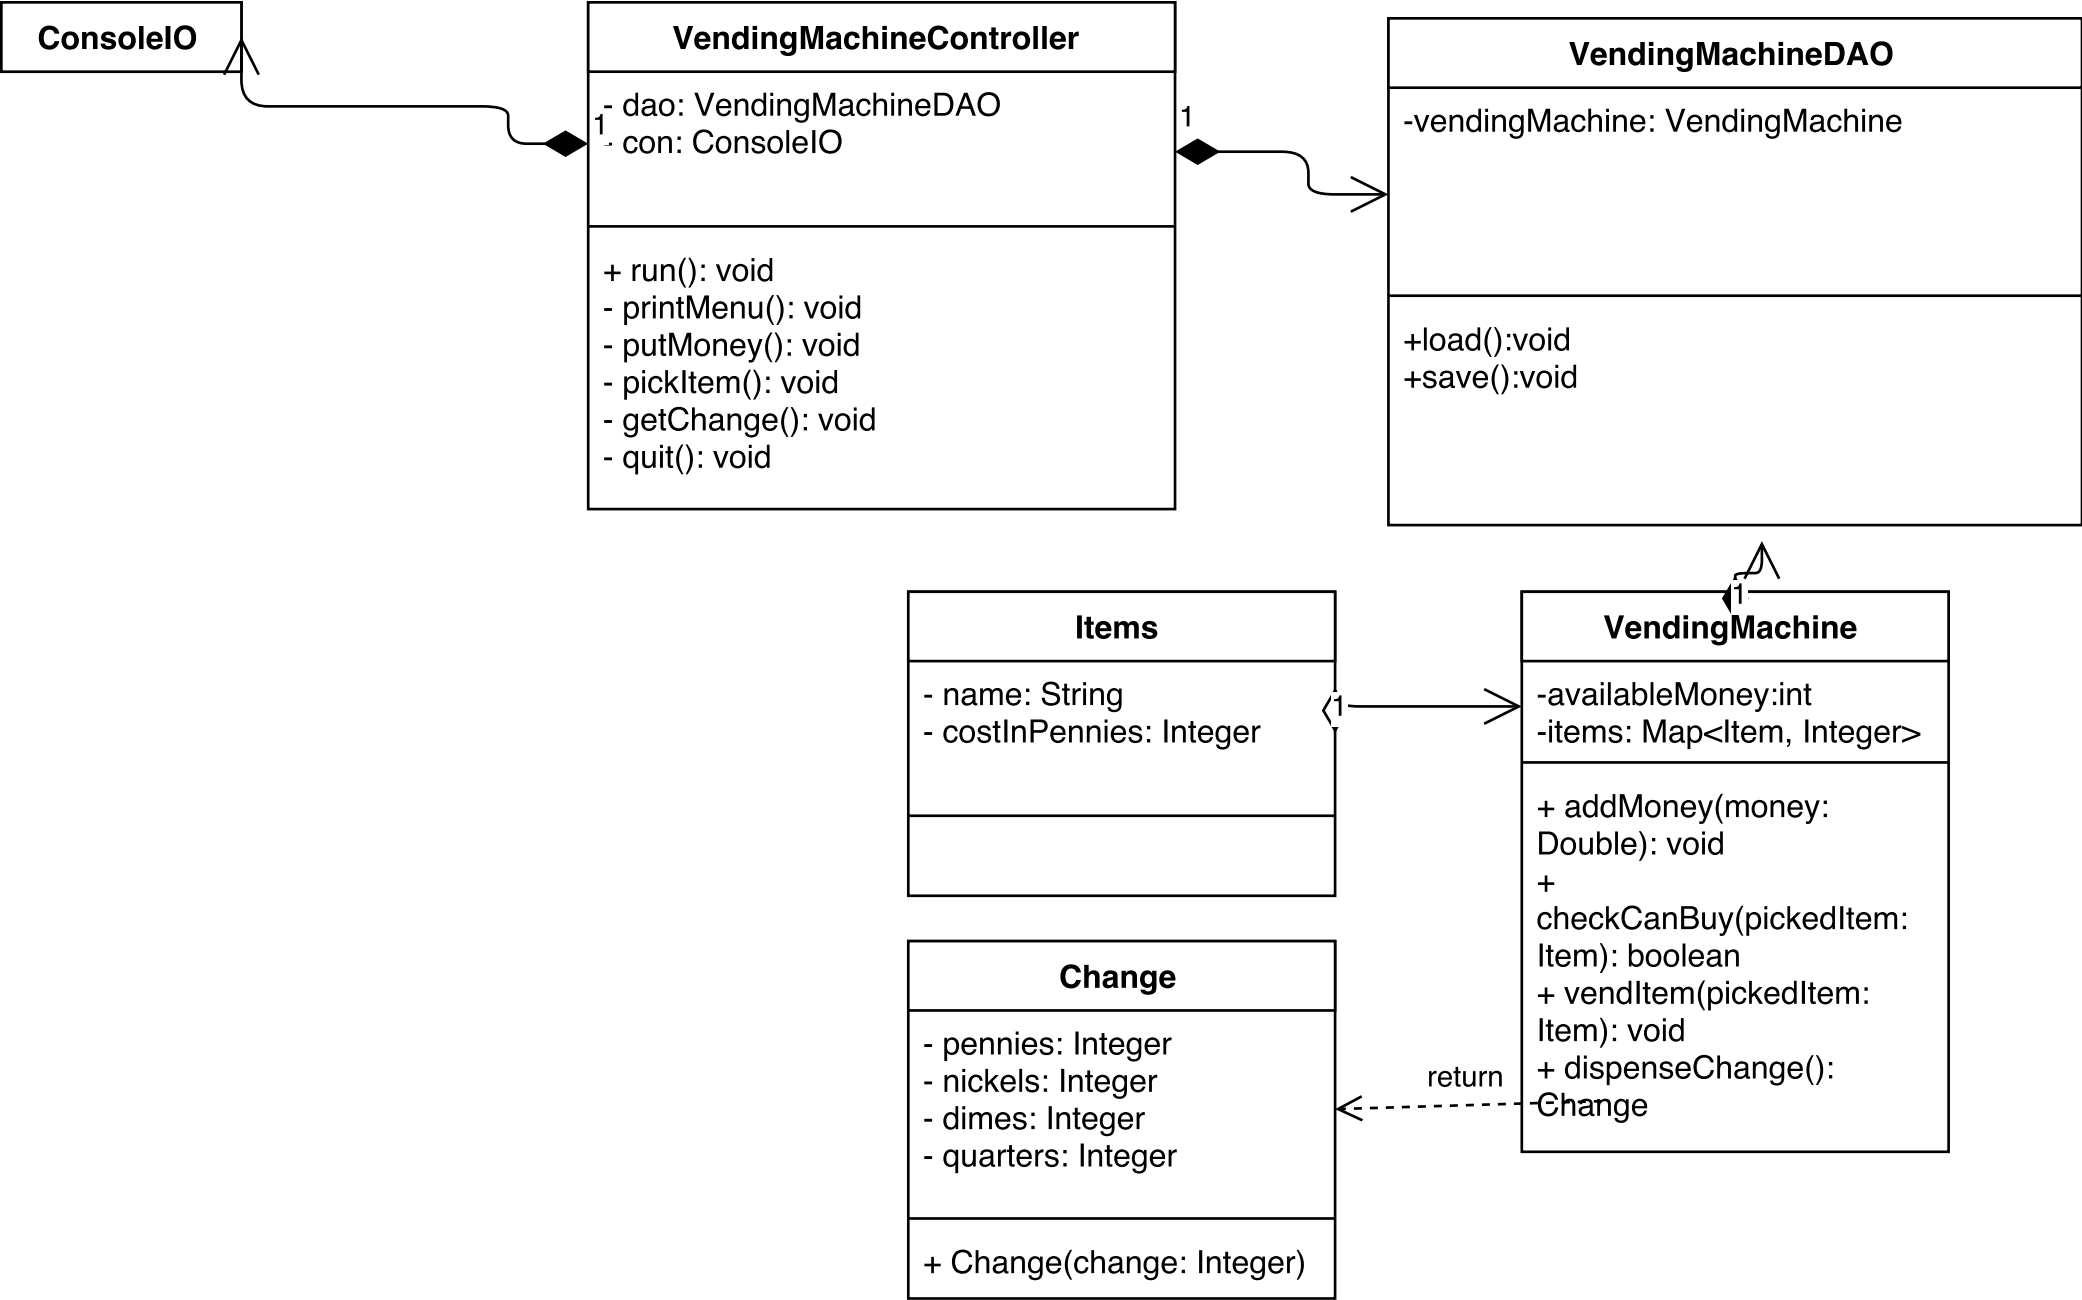 ConsoleIO
VendingMachineController
- dao: VendingMachineDAO
- con: ConsoleIO
1
+ run(): void
- printMenu(): void
- putMoney(): void
- pickItem(): void
- getChange(): void
- quit(): void
1
VendingMachineDAO
-vendingMachine: VendingMachine
+load():void
+save():void
Items
- name: String
- costInPennies: Integer
1
1
VendingMachine
-availableMoney:int
-items: Map<Item, Integer>
+ addMoney(money:
Double): void
+
checkCanBuy(pickedItem:
Item): boolean
+ vendItem(pickedItem:
Item): void
+ dispenseChange():
Change
return
Change
- pennies: Integer
- nickels: Integer
- dimes: Integer
- quarters: Integer
+ Change(change: Integer)